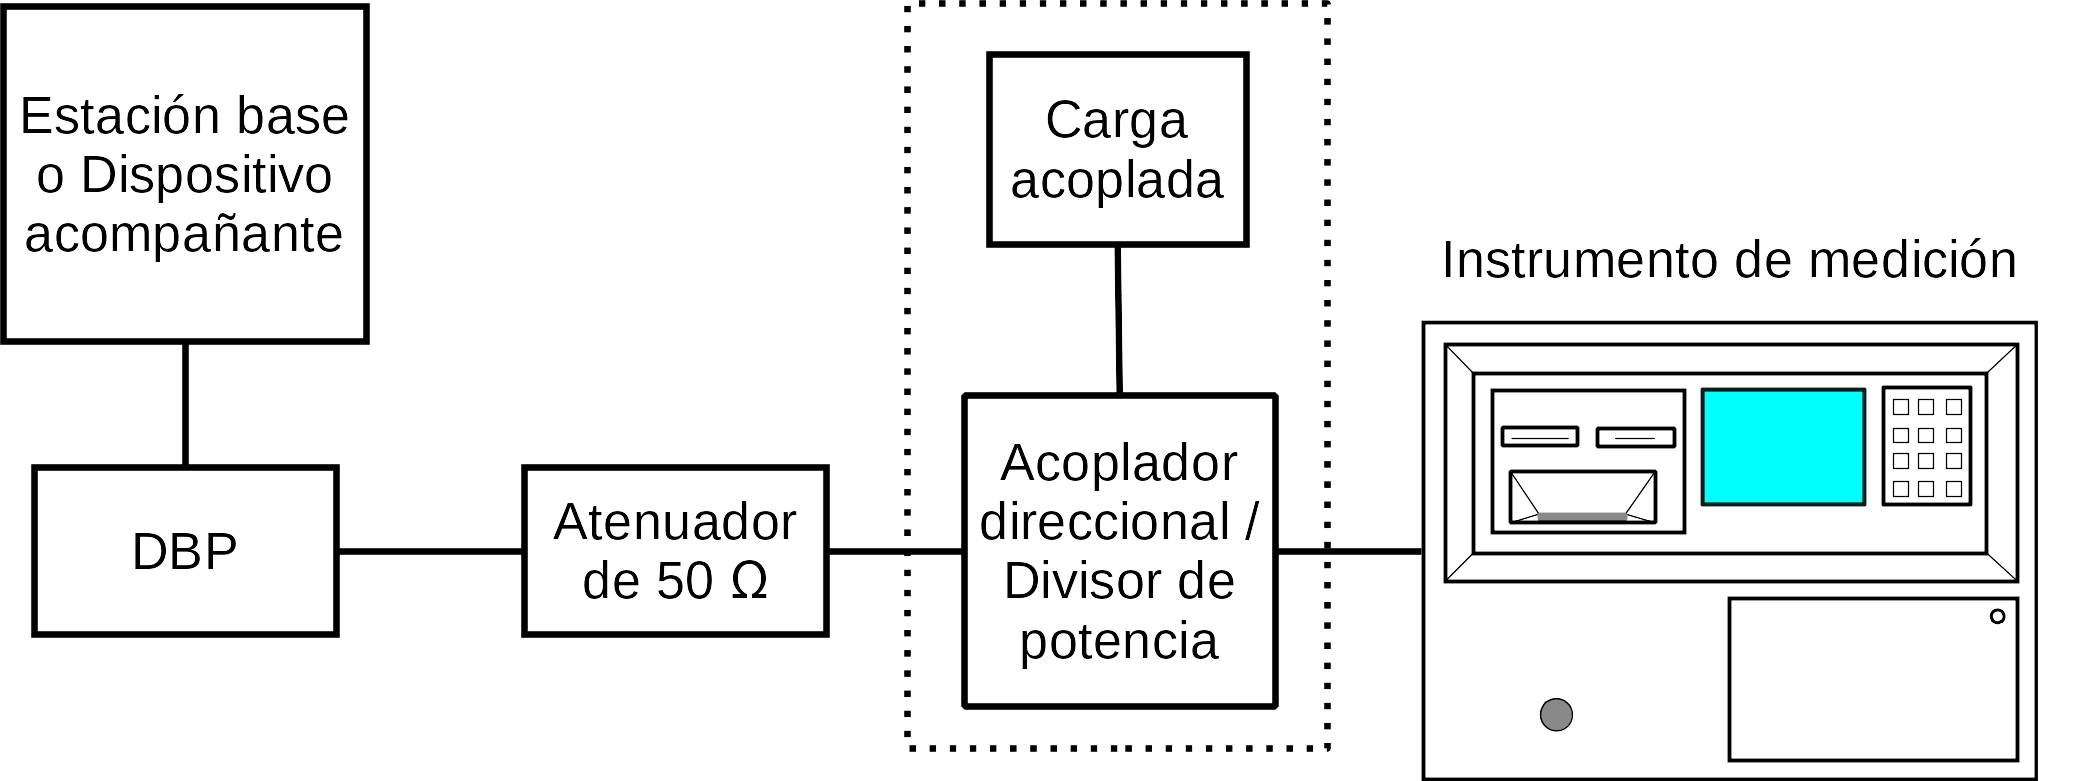 Estación base
o Dispositivo
acompañante
DBP
Atenuador
de 50 Ω
Carga
acoplada
Acoplador
direccional /
Divisor de
potencia
Instrumento de medición